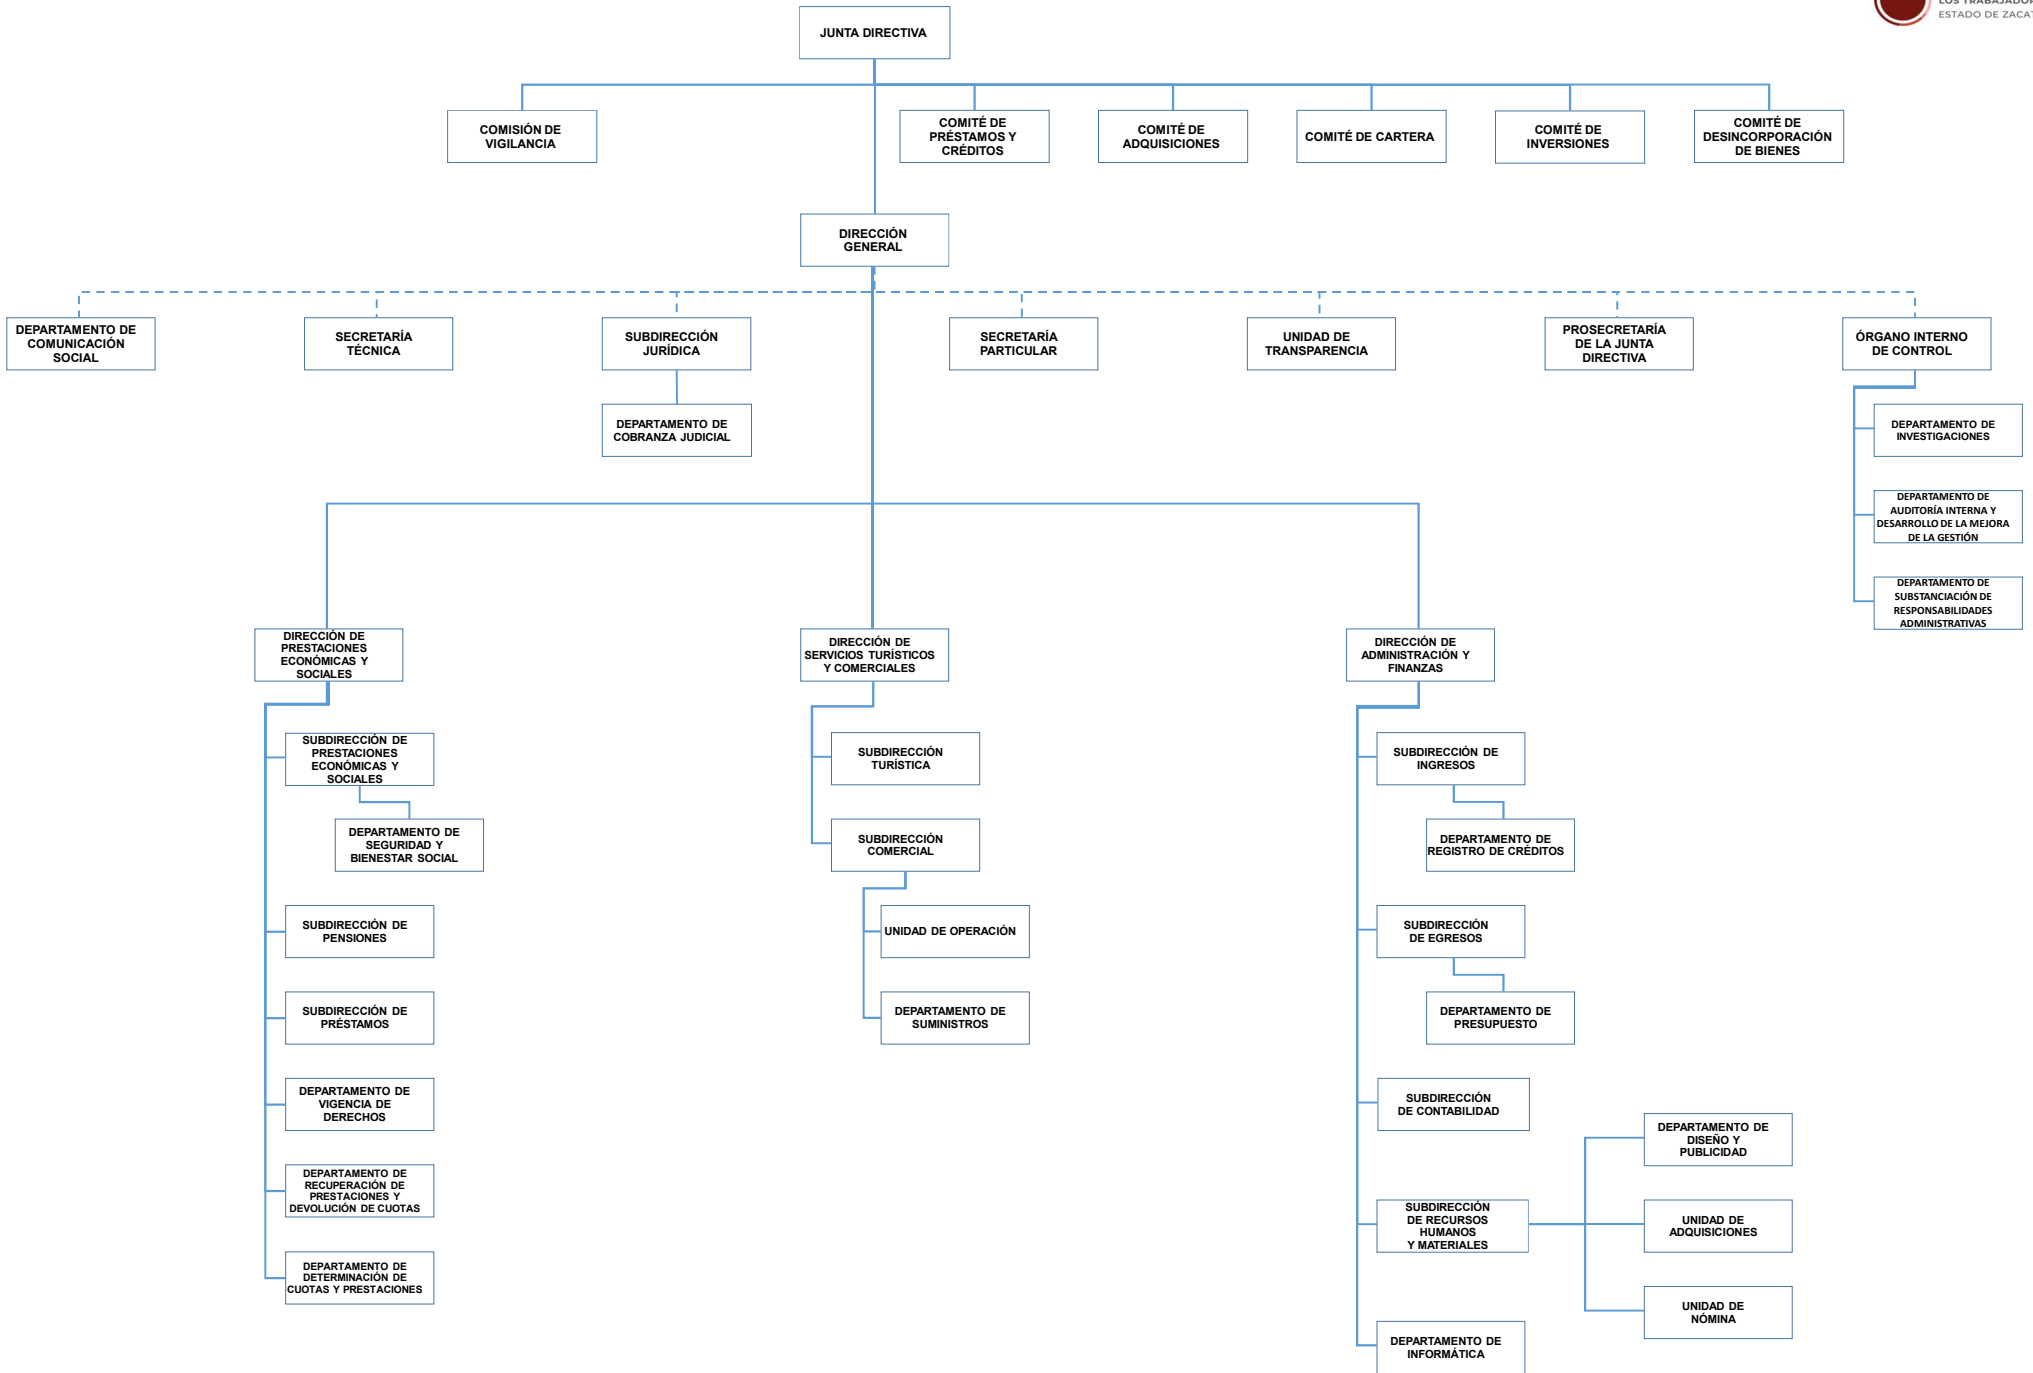 ESTADO DE ZACAT
JUNTA DIRECTIVA
COMISIÓN DE
VIGILANCIA
COMITÉ DE
PRÉSTAMOS Y
CRÉDITOS
COMITÉ DE
ADQUISICIONES
COMITÉ DE CARTERA
COMITÉ DE
INVERSIONES
COMITÉ DE
DESINCORPORACIÓN
DE BIENES
DIRECCIÓN
GENERAL
DEPARTAMENTO DE
COMUNICACIÓN
SOCIAL
SECRETARÍA
TÉCNICA
SUBDIRECCIÓN
JURÍDICA
SECRETARÍA
PARTICULAR
UNIDAD DE
TRANSPARENCIA
PROSECRETARÍA
DE LA JUNTA
DIRECTIVA
ÓRGANO INTERNO
DE CONTROL
DEPARTAMENTO DE
COBRANZA JUDICIAL
DEPARTAMENTO DE
INVESTIGACIONES
DEPARTAMENTO DE
AUDITORÍA INTERNA Y
DESARROLLO DE LA MEJORA
DE LA GESTIÓN
DEPARTAMENTO DE
SUBSTANCIACIÓN DE
RESPONSABILIDADES
ADMINISTRATIVAS
DIRECCIÓN DE
PRESTACIONES
ECONÓMICAS Y
SOCIALES
SUBDIRECCIÓN DE
PRESTACIONES
ECONÓMICAS Y
SOCIALES
DEPARTAMENTO DE
SEGURIDAD Y
BIENESTAR SOCIAL
SUBDIRECCIÓN DE
PENSIONES
SUBDIRECCIÓN DE
PRÉSTAMOS
DEPARTAMENTO DE
VIGENCIA DE
DERECHOS
DEPARTAMENTO DE
RECUPERACIÓN DE
PRESTACIONES Y
DEVOLUCIÓN DE CUOTAS
DEPARTAMENTO DE
DETERMINACIÓN DE
CUOTAS Y PRESTACIONES
DIRECCIÓN DE
SERVICIOS TURÍSTICOS
Y COMERCIALES
SUBDIRECCIÓN
TURÍSTICA
SUBDIRECCIÓN
COMERCIAL
UNIDAD DE OPERACIÓN
DEPARTAMENTO DE
SUMINISTROS
DIRECCIÓN DE
ADMINISTRACIÓN Y
FINANZAS
SUBDIRECCIÓN DE
INGRESOS
DEPARTAMENTO DE
REGISTRO DE CRÉDITOS
SUBDIRECCIÓN
DE EGRESOS
DEPARTAMENTO DE
PRESUPUESTO
SUBDIRECCIÓN
DE CONTABILIDAD
SUBDIRECCIÓN
DE RECURSOS
HUMANOS
Y MATERIALES
DEPARTAMENTO DE
DISEÑO Y
PUBLICIDAD
UNIDAD DE
ADQUISICIONES
UNIDAD DE
NÓMINA
DEPARTAMENTO DE
INFORMÁTICA